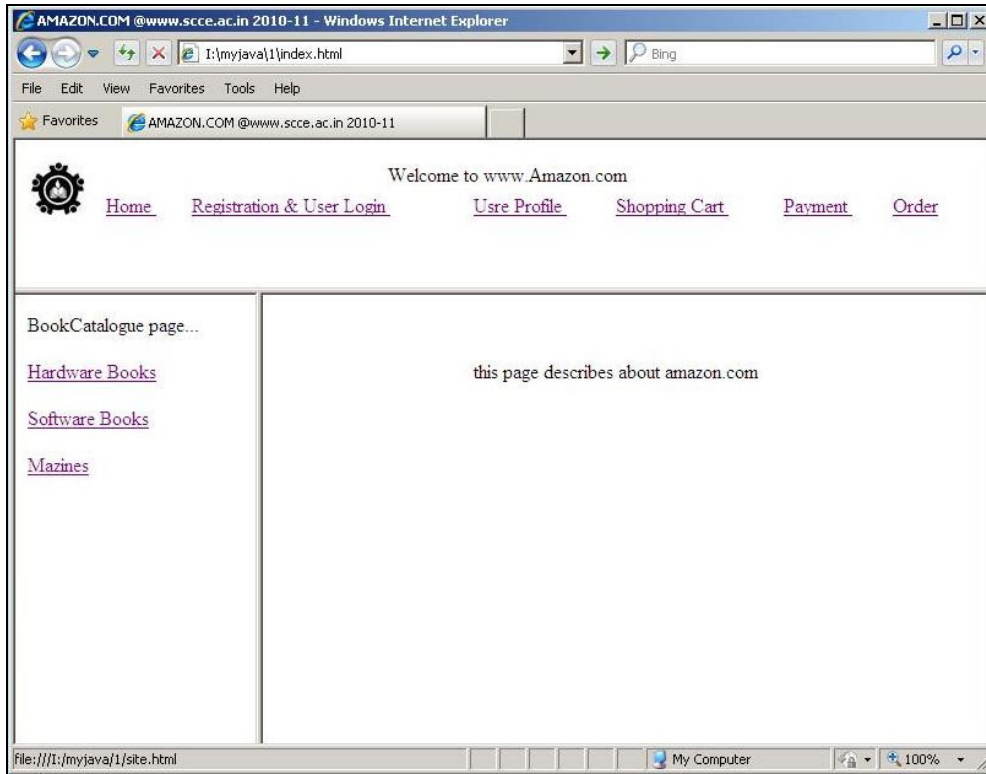 AMAZON.COM @www.scce.ac.in 2010-11 - Windows Internet Explorer
I:\myjava\1\index.html Bing
File Edit View Favorites Tools Help
Favorites AMAZON.COM @www.scce.ac.in 2010-11
Welcome to www.Amazon.com
Home Registration & User Login Usre Profile Shopping Cart Payment Order
BookCatalogue page...
Hardware Books this page describes about amazon.com
Software Books
Mazines
file:///I:/myjava/1/site.html My Computer 100%